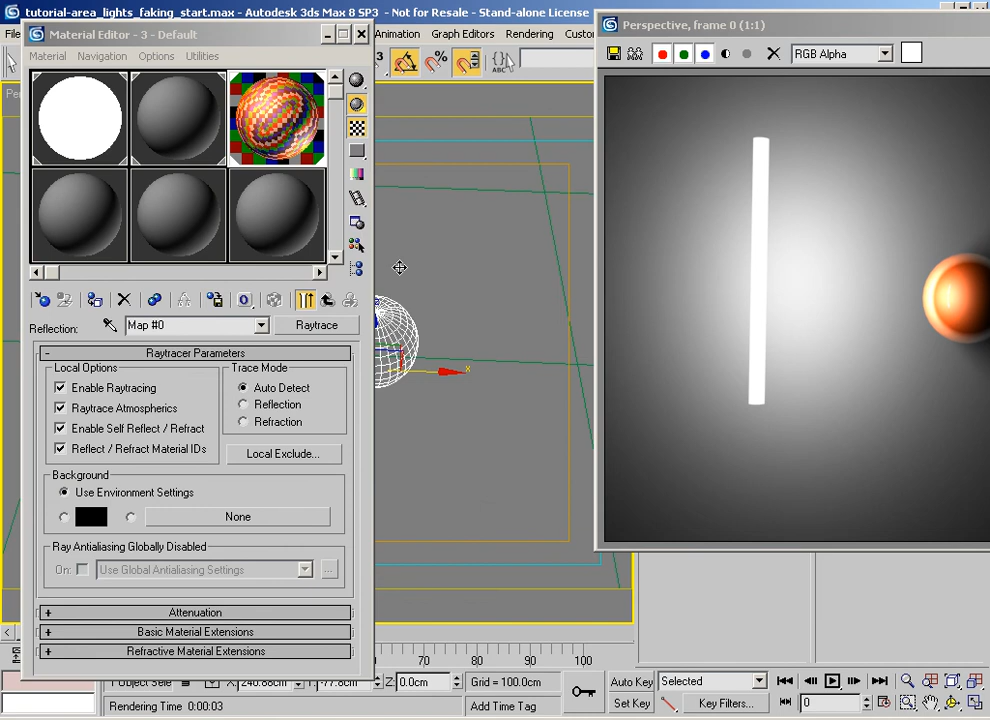 tutorial-area_lights_faking_start.max - Autodesk 3ds Max 8 SP3 - Not for Resale - Stand-alone License
Material Editor - 3 - Default
Perspective, frame 0 (1:1)
Animation Graph Editors Rendering
Material Navigation Options Utilities
RGB Alpha
ABC
Reflection: Map #0 Raytrace
Raytracer Parameters
Local Options Trace Mode
Enable Raytracing Auto Detect
Raytrace Atmospherics Reflection
Enable Self Reflect / Refract Refraction
Reflect / Refract Material IDs Local Exclude...
Background
Use Environment Settings
None
Ray Antialiasing Globally Disabled
On: Use Global Antialiasing Settings ...
Attenuation
Basic Material Extensions
Refractive Material Extensions
70 80 90 100
X: 240.88cm Y: -77.8cm Z: 0.0cm Grid = 100.0cm Auto Key Selected
Rendering Time 0:00:03 Add Time Tag Set Key Key Filters... 0